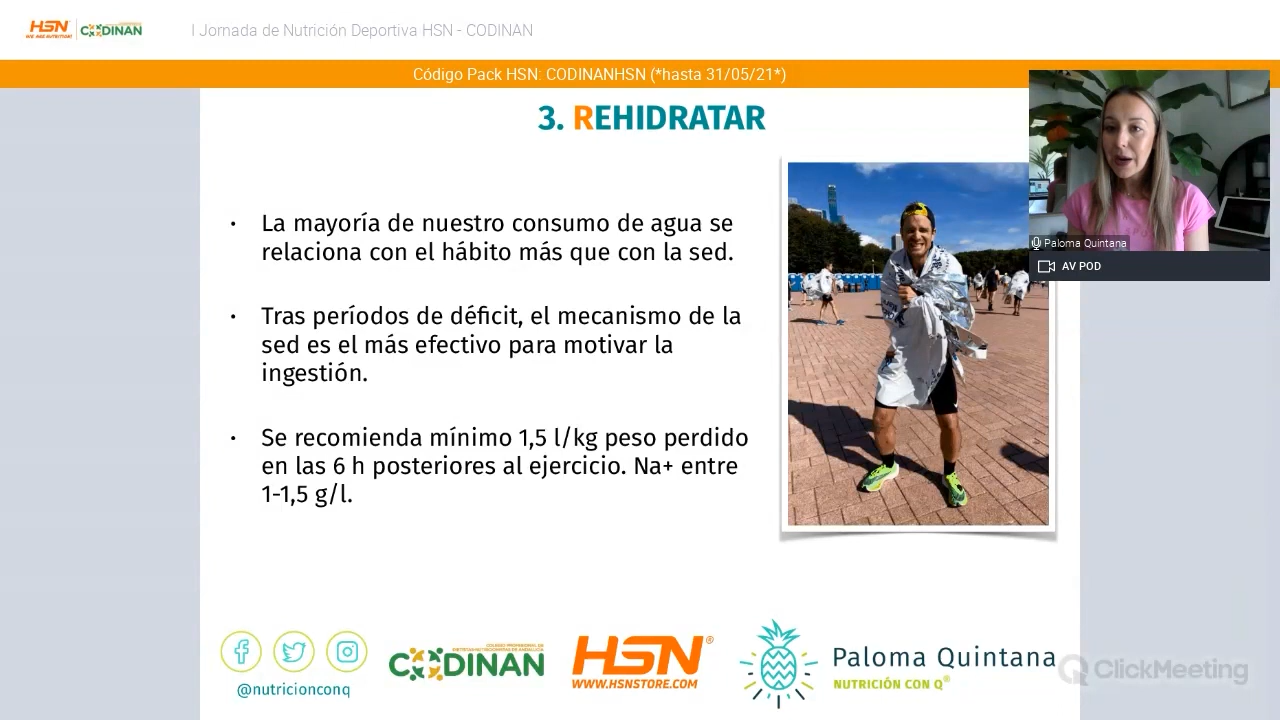 HSN
WE ARE NUTRITION!
CODINAN
I Jornada de Nutrición Deportiva HSN - CODINAN
Código Pack HSN: CODINANHSN (*hasta 31/05/21*)
3. REHIDRATAR
Paloma Quintana
AV POD
• La mayoría de nuestro consumo de agua se
relaciona con el hábito más que con la sed.
• Tras períodos de déficit, el mecanismo de la
sed es el más efectivo para motivar la
ingestión.
• Se recomienda mínimo 1,5 l/kg peso perdido
en las 6 h posteriores al ejercicio. Na+ entre
1-1,5 g/l.
@nutricionconq
CODINAN
HSN®
WWW.HSNSTORE.COM
Paloma Quintana
NUTRICIÓN CON Q®
ClickMeeting